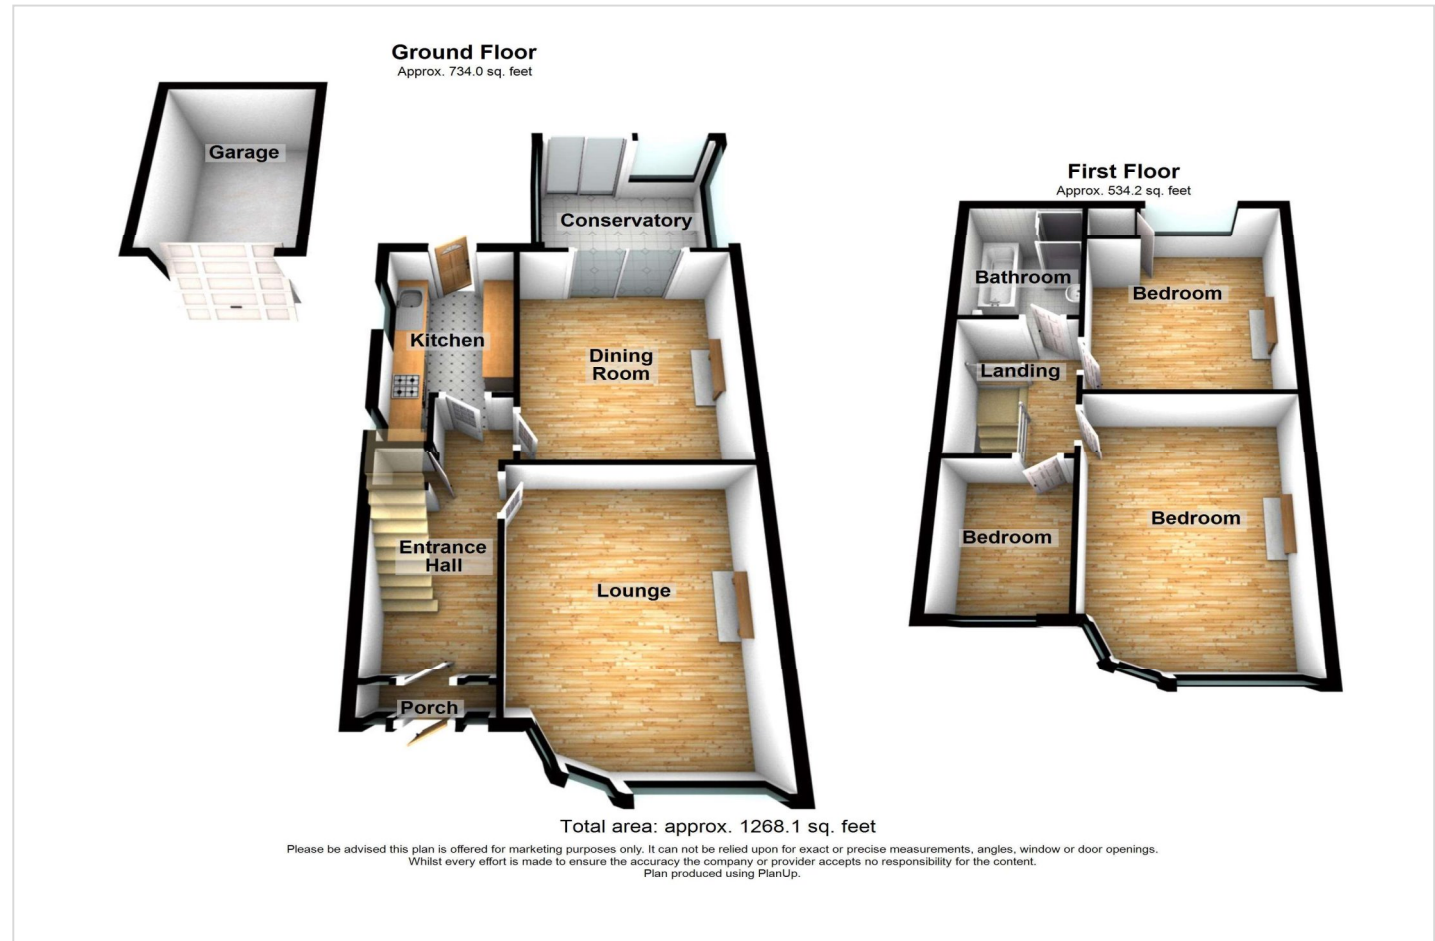 Ground Floor
Approx. 734.0 sq. feet
Garage
Conservatory
Kitchen
Dining
Room
Entrance
Hall
Lounge
Porch
First Floor
Approx. 534.2 sq. feet
Bathroom
Bedroom
Landing
Bedroom
Bedroom
Total area: approx. 1268.1 sq. feet
Please be advised this plan is offered for marketing purposes only. It can not be relied upon for exact or precise measurements, angles, window or door openings.
Whilst every effort is made to ensure the accuracy the company or provider accepts no responsibility for the content.
Plan produced using PlanUp.